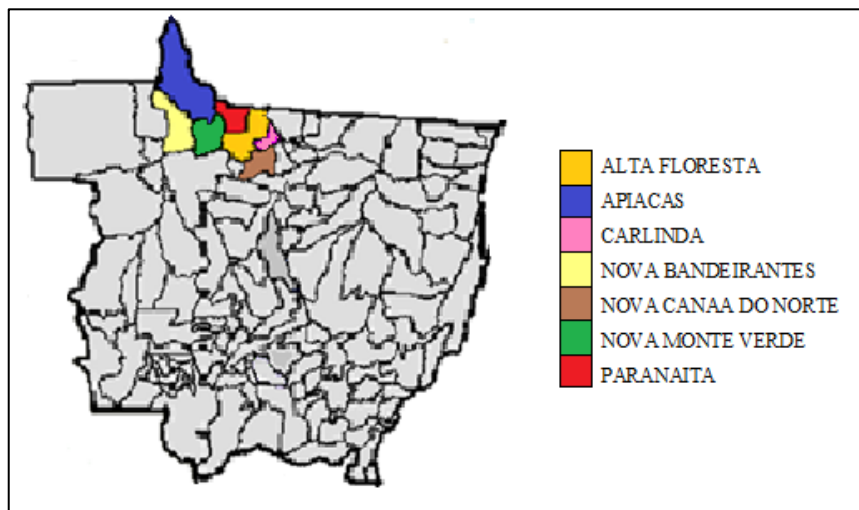 ALTA FLORESTA
APIACAS
CARLINDA
NOVA BANDEIRANTES
NOVA CANAA DO NORTE
NOVA MONTE VERDE
PARANAITA